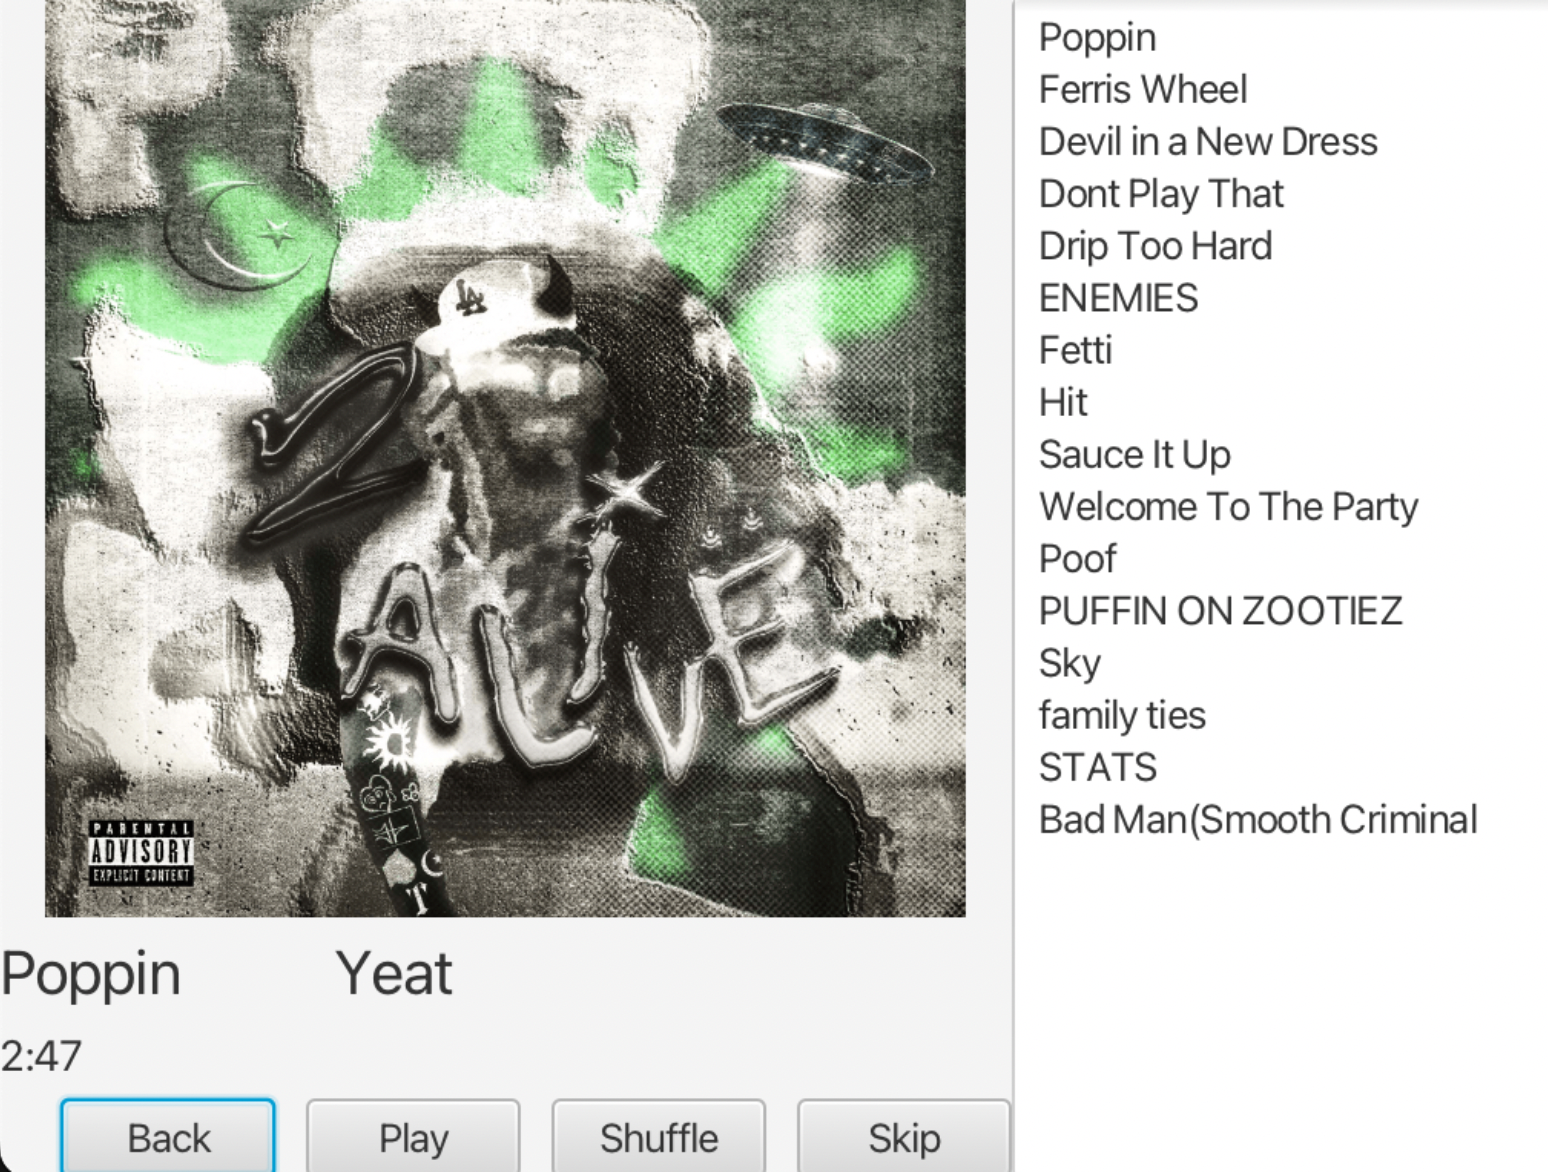 LA
2 ALIVE
PARENTAL
ADVISORY
EXPLICIT CONTENT
T
Poppin Yeat
2:47
Back Play Shuffle Skip
Poppin
Ferris Wheel
Devil in a New Dress
Dont Play That
Drip Too Hard
ENEMIES
Fetti
Hit
Sauce It Up
Welcome To The Party
Poof
PUFFIN ON ZOOTIEZ
Sky
family ties
STATS
Bad Man(Smooth Criminal